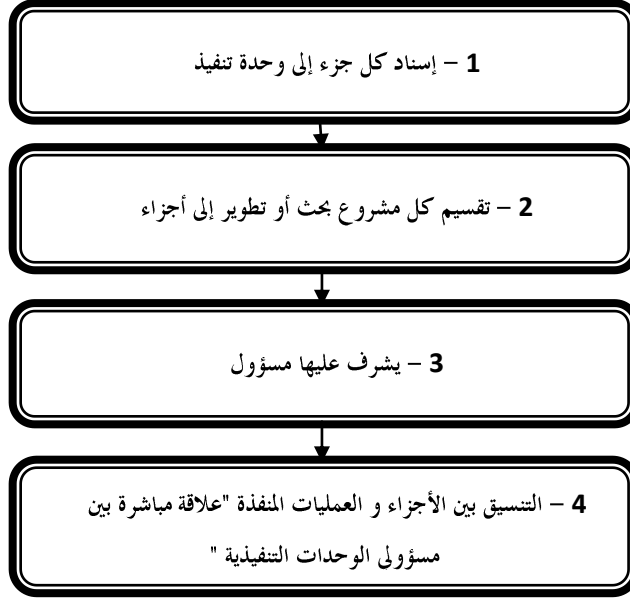 1 – إسناد كل جزء إلى وحدة تنفيذ
2 – تقسيم كل مشروع بحث أو تطوير إلى أجزاء
3 – يشرف عليها مسؤول
4 – التنسيق بين الأجزاء و العمليات المنفذة "علاقة مباشرة بين
مسؤولى الوحدات التنفيذية "